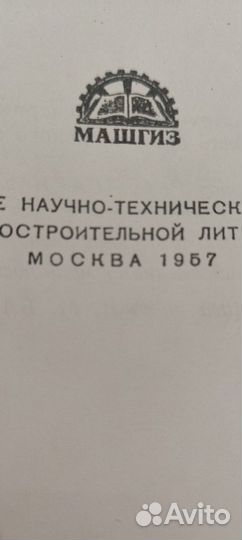 МАШГИЗ
Е НАУЧНО-ТЕХНИЧЕСК
ОСТРОИТЕЛЬНОЙ ЛИТ
МОСКВА 1957
Avito